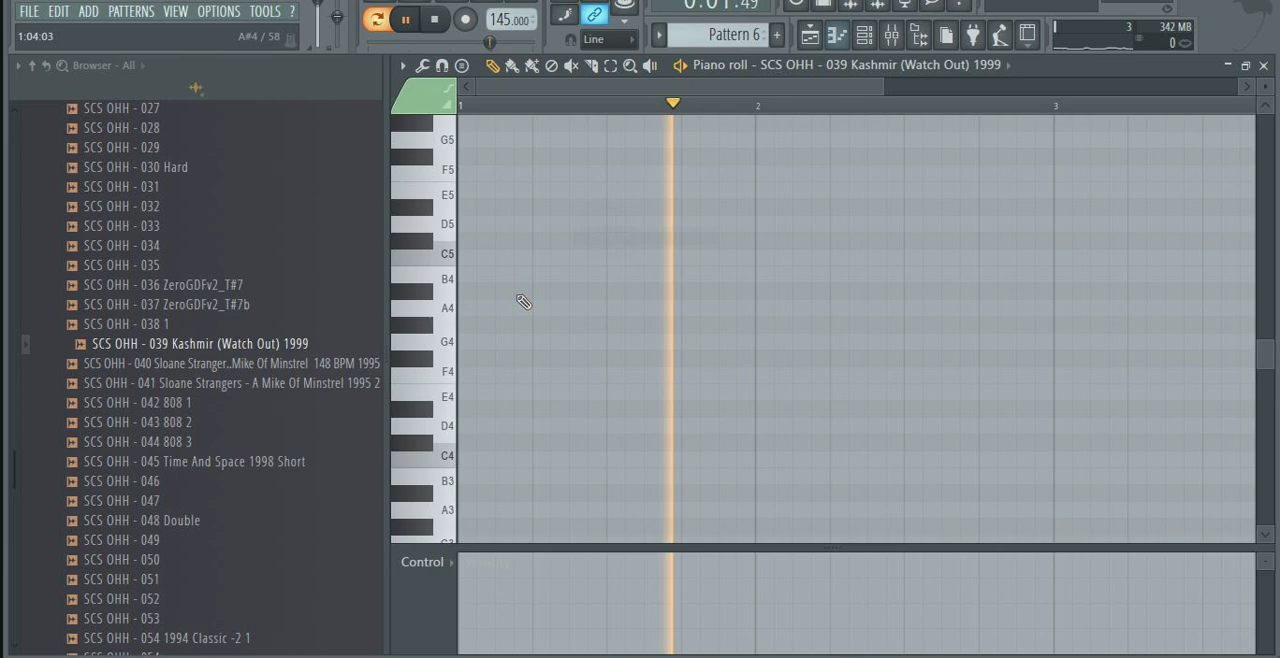 0:01:49
FILE EDIT ADD PATTERNS VIEW OPTIONS TOOLS ?
145.000
1:04:03
A#4 / 58
Line
Pattern 6
+
3
342 MB
0
Browser - All
Piano roll - SCS OHH - 039 Kashmir (Watch Out) 1999
1
2
3
SCS OHH - 027
SCS OHH - 028
SCS OHH - 029
SCS OHH - 030 Hard
SCS OHH - 031
SCS OHH - 032
SCS OHH - 033
SCS OHH - 034
SCS OHH - 035
SCS OHH - 036 ZeroGDFv2_T#7
SCS OHH - 037 ZeroGDFv2_T#7b
SCS OHH - 038 1
SCS OHH - 039 Kashmir (Watch Out) 1999
SCS OHH - 040 Sloane Stranger..Mike Of Minstrel 148 BPM 1995
SCS OHH - 041 Sloane Strangers - A Mike Of Minstrel 1995 2
SCS OHH - 042 808 1
SCS OHH - 043 808 2
SCS OHH - 044 808 3
SCS OHH - 045 Time And Space 1998 Short
SCS OHH - 046
SCS OHH - 047
SCS OHH - 048 Double
SCS OHH - 049
SCS OHH - 050
SCS OHH - 051
SCS OHH - 052
SCS OHH - 053
SCS OHH - 054 1994 Classic -2 1
G5
F5
E5
D5
C5
B4
A4
G4
F4
E4
D4
C4
B3
A3
G3
Control